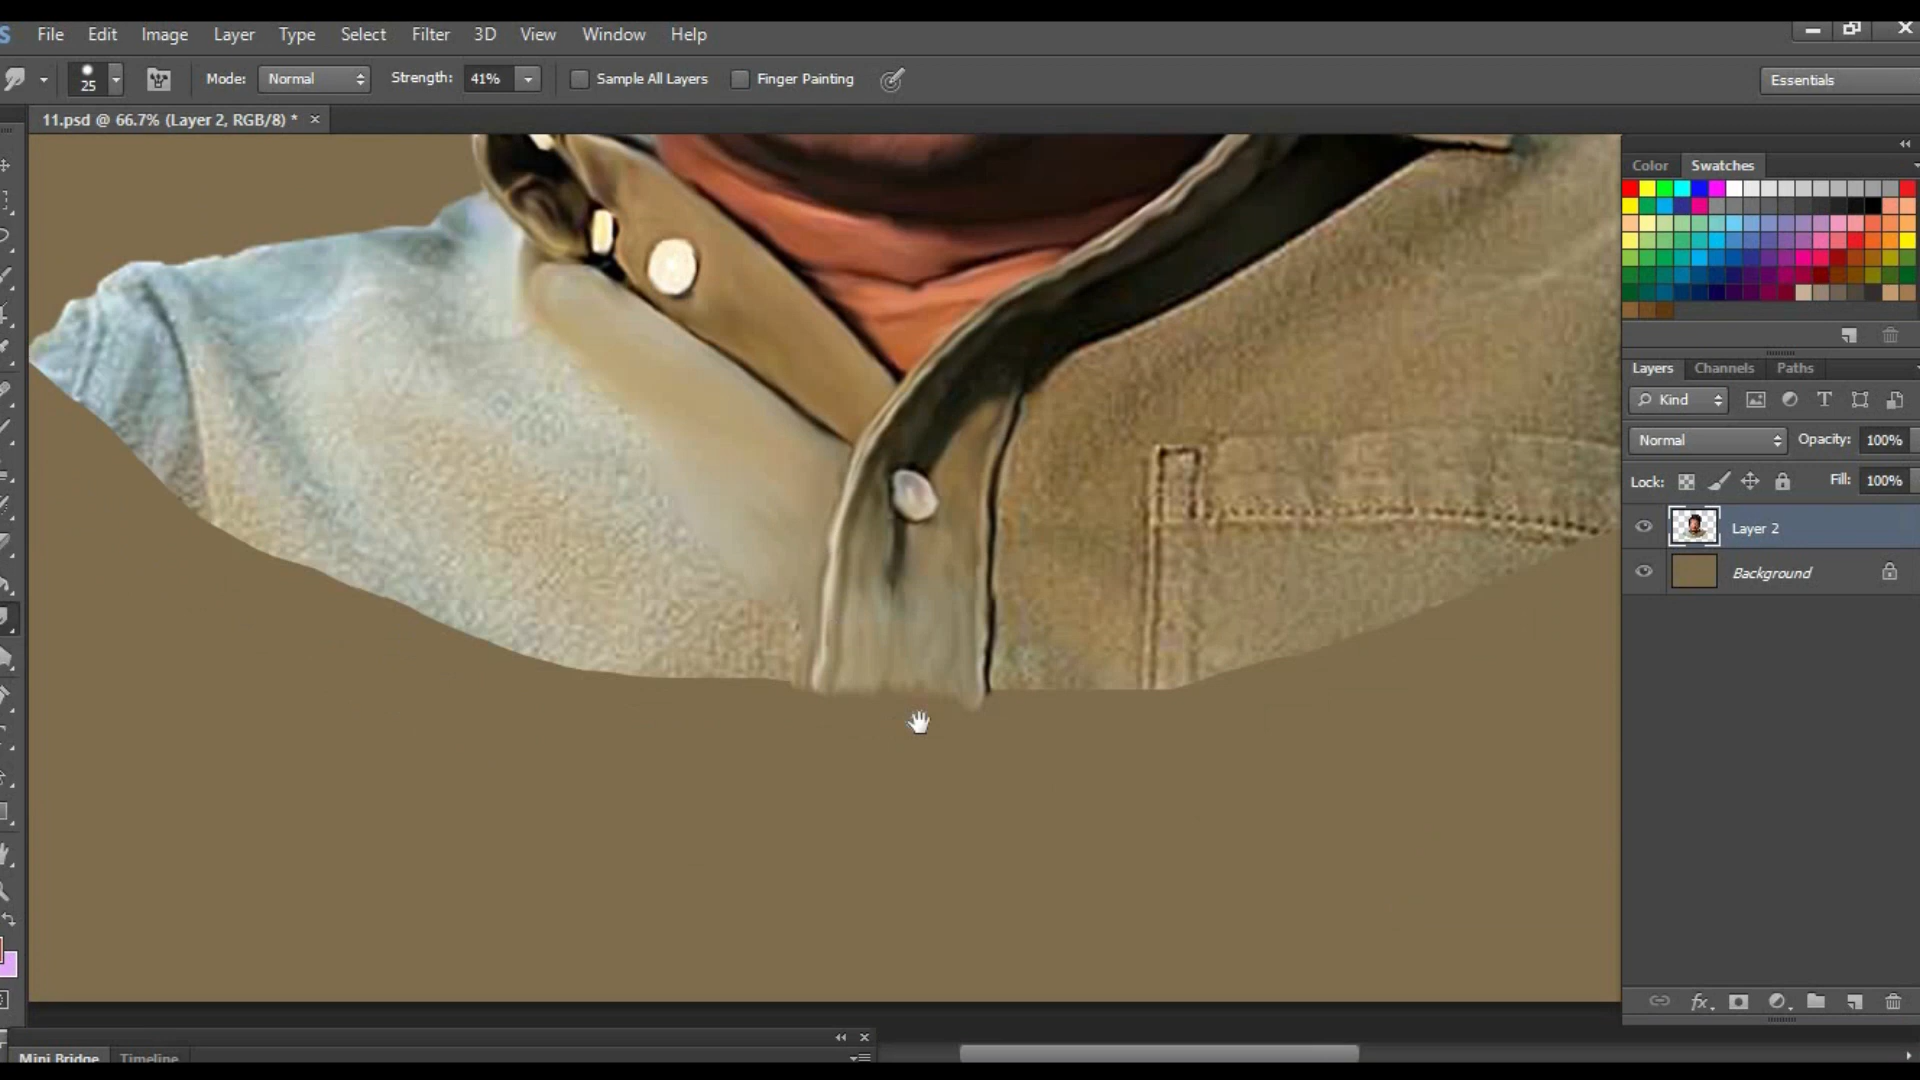 File Edit Image Layer Type Select Filter 3D View Window Help
25 Mode: Normal Strength: 41% Sample All Layers Finger Painting Essentials
11.psd @ 66.7% (Layer 2, RGB/8) *
Color Swatches
Layers Channels Paths
Kind
Normal Opacity: 100%
Lock: Fill: 100%
Layer 2
Background
fx
Mini Bridge Timeline